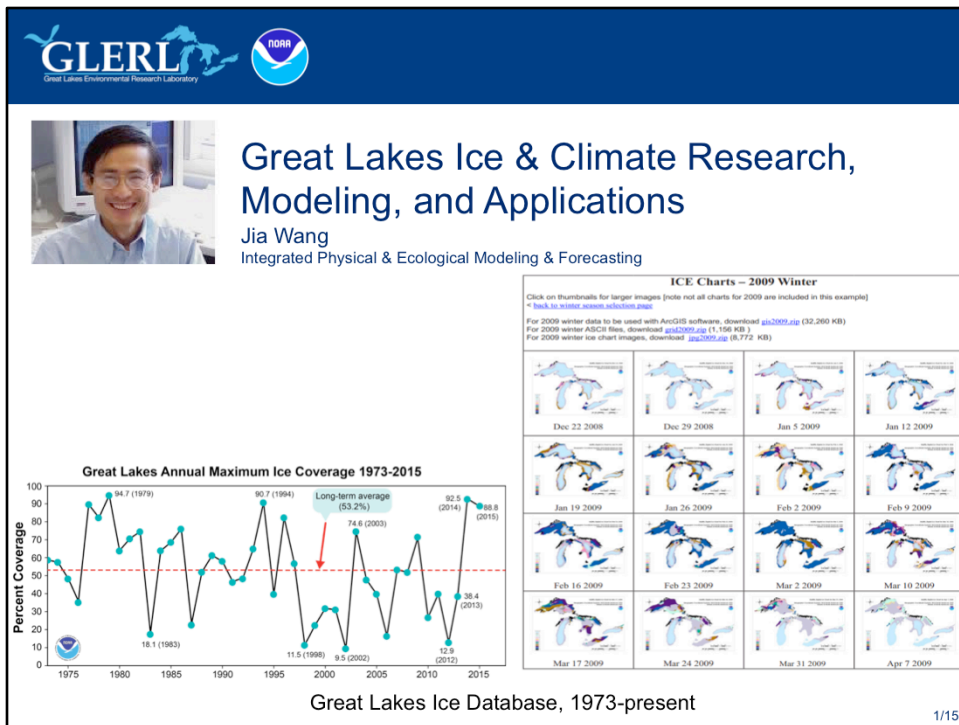 GLERL
Great Lakes Environmental Research Laboratory
NOAA
Great Lakes Ice & Climate Research,
Modeling, and Applications
Jia Wang
Integrated Physical & Ecological Modeling & Forecasting
ICE Charts – 2009 Winter
Click on thumbnails for larger images [note not all charts for 2009 are included in this example]
< back to winter season selection page
For 2009 winter data to be used with ArcGIS software, download gis2009.zip (32,260 KB)
For 2009 winter ASCII files, download grid2009.zip (1,156 KB )
For 2009 winter ice chart images, download jpg2009.zip (8,772 KB)
Dec 22 2008 Dec 29 2008 Jan 5 2009 Jan 12 2009
Jan 19 2009 Jan 26 2009 Feb 2 2009 Feb 9 2009
Feb 16 2009 Feb 23 2009 Mar 2 2009 Mar 10 2009
Mar 17 2009 Mar 24 2009 Mar 31 2009 Apr 7 2009
Great Lakes Annual Maximum Ice Coverage 1973-2015
Percent Coverage
100
90
80
70
60
50
40
30
20
10
0
94.7 (1979)
18.1 (1983)
90.7 (1994)
Long-term average
(53.2%)
11.5 (1998)
9.5 (2002)
74.6 (2003)
12.9
(2012)
38.4
(2013)
92.5
(2014)
88.8
(2015)
1975 1980 1985 1990 1995 2000 2005 2010 2015
Great Lakes Ice Database, 1973-present
1/15